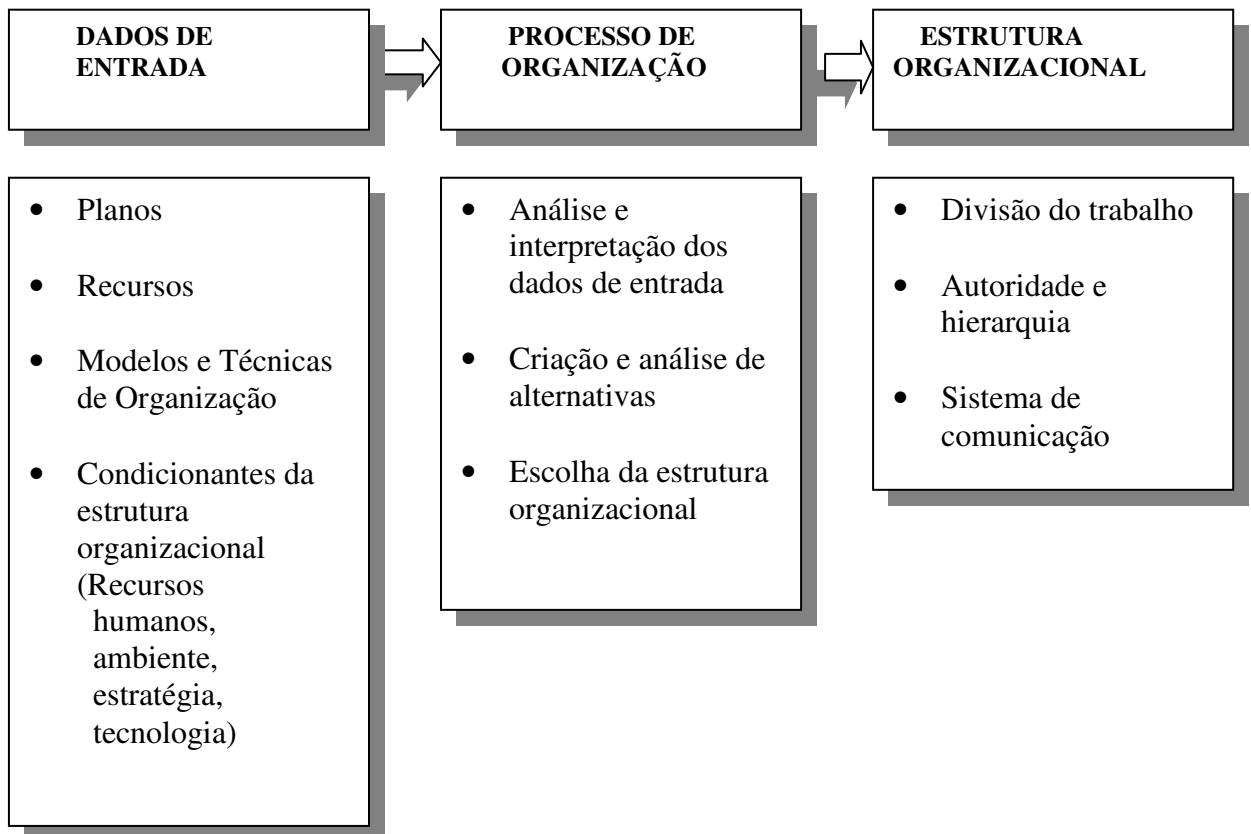 DADOS DE
ENTRADA
PROCESSO DE
ORGANIZAÇÃO
ESTRUTURA
ORGANIZACIONAL
• Planos
• Recursos
• Modelos e Técnicas
de Organização
• Condicionantes da
estrutura
organizacional
(Recursos
humanos,
ambiente,
estratégia,
tecnologia)
• Análise e
interpretação dos
dados de entrada
• Criação e análise de
alternativas
• Escolha da estrutura
organizacional
• Divisão do trabalho
• Autoridade e
hierarquia
• Sistema de
comunicação